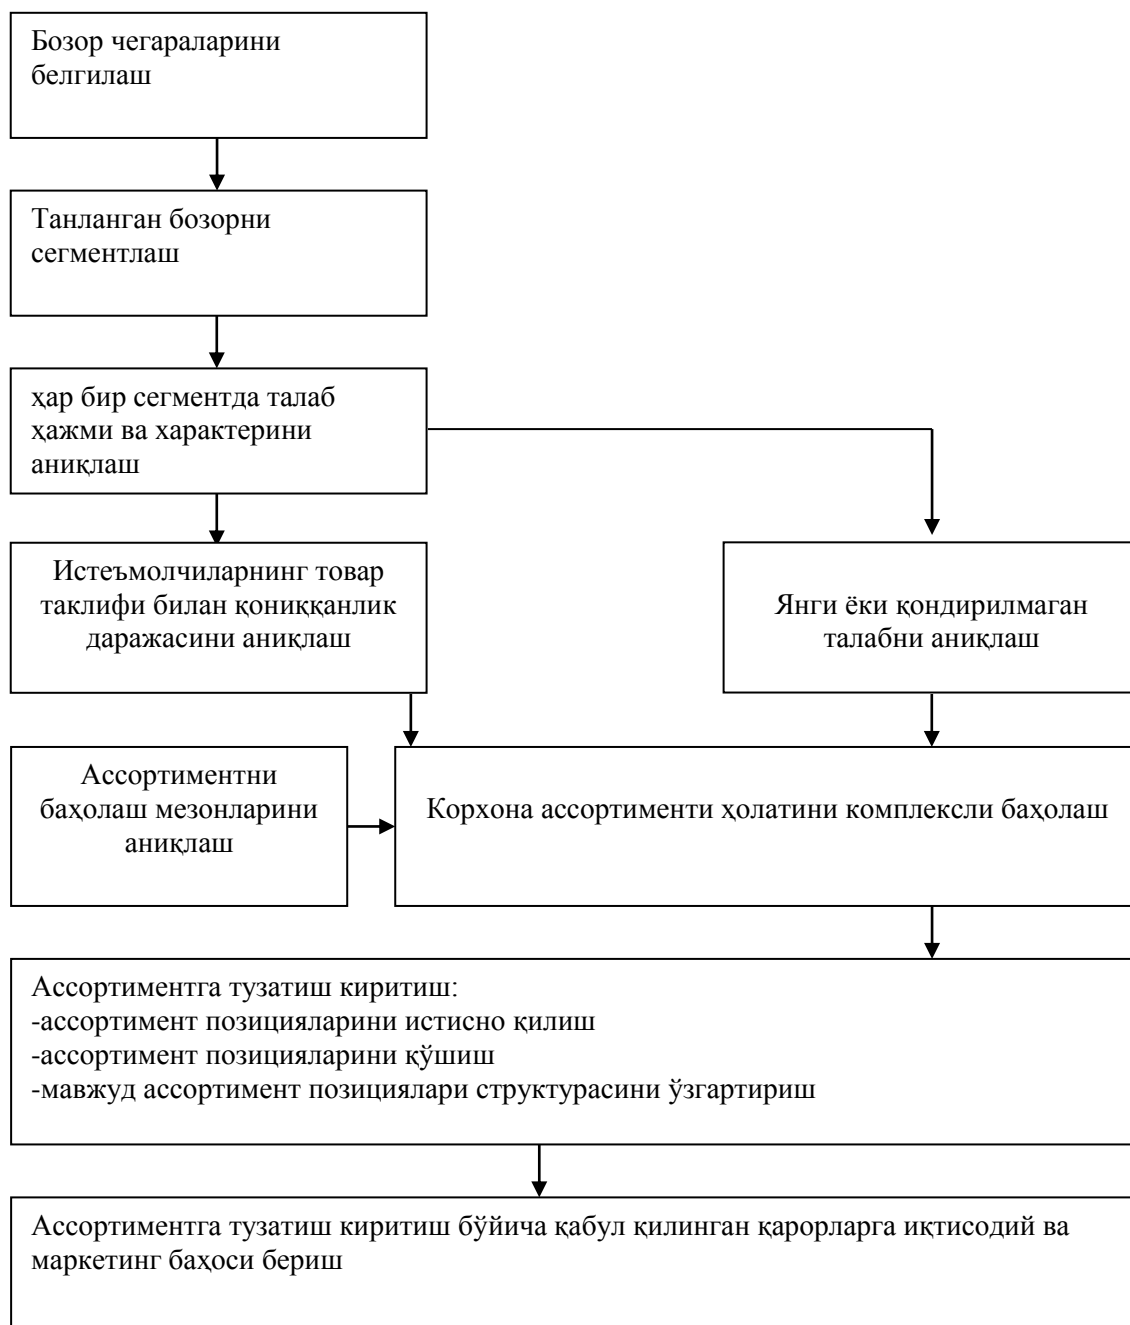 Бозор чегараларини
белгилаш
Танланган бозорни
сегментлаш
ҳар бир сегментда талаб
ҳажми ва характерини
аниқлаш
Истеъмолчиларнинг товар
таклифи билан қониққанлик
даражасини аниқлаш
Янги ёки қондирилмаган
талабни аниқлаш
Ассортиментни
баҳолаш мезонларини
аниқлаш
Корхона ассортименти ҳолатини комплексли баҳолаш
Ассортиментга тузатиш киритиш:
-ассортимент позицияларини истисно қилиш
-ассортимент позицияларини қўшиш
-мавжуд ассортимент позициялари структурасини ўзгартириш
Ассортиментга тузатиш киритиш бўйича қабул қилинган қарорларга иқтисодий ва
маркетинг баҳоси бериш